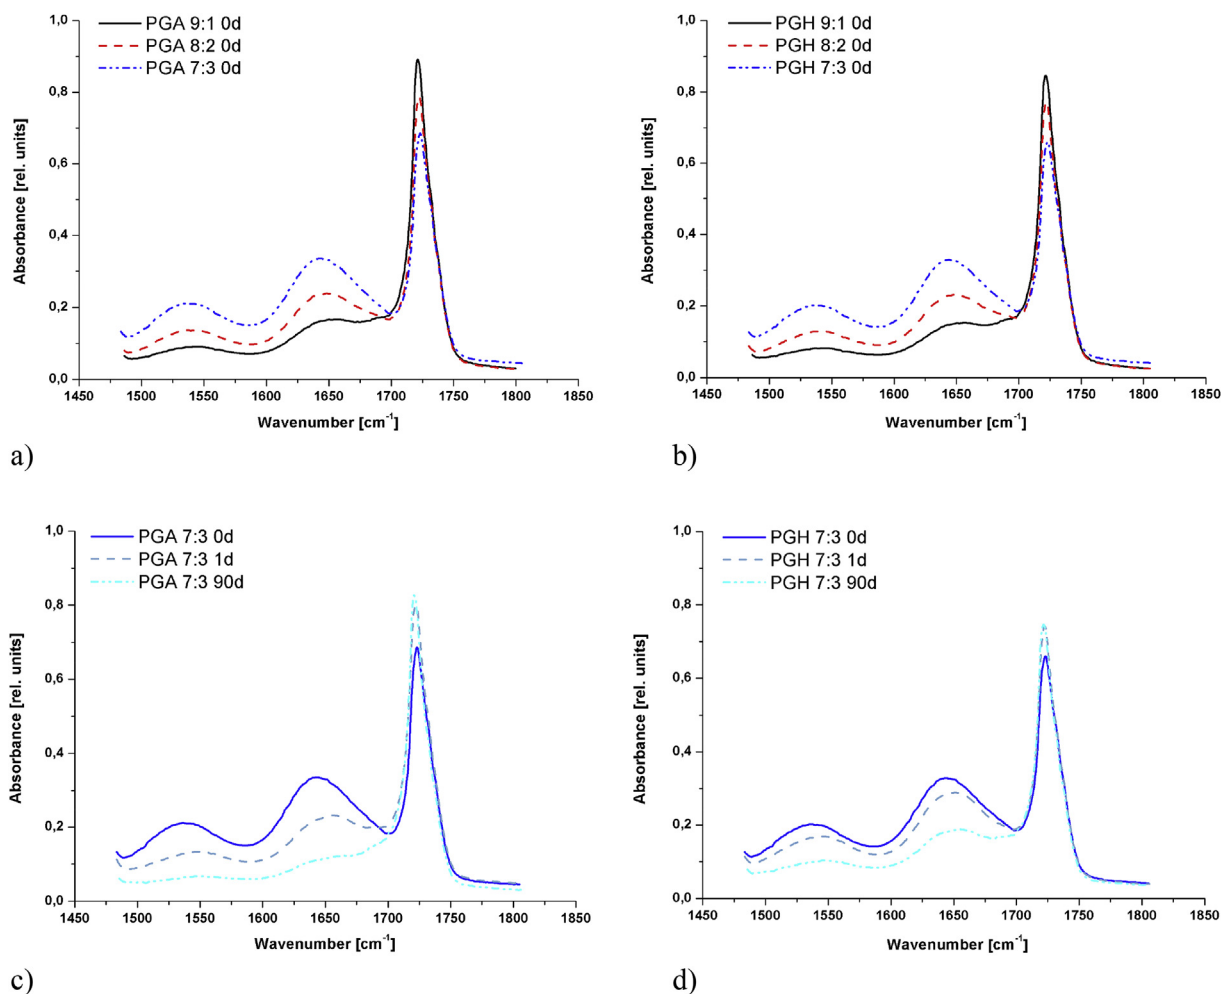 PGA 9:1 0d
PGA 8:2 0d
PGA 7:3 0d
1,0
0,8
0,6
0,4
0,2
0,0
Absorbance [rel. units]
1450 1500 1550 1600 1650 1700 1750 1800 1850
Wavenumber [cm⁻¹]
a)
PGH 9:1 0d
PGH 8:2 0d
PGH 7:3 0d
1,0
0,8
0,6
0,4
0,2
0,0
Absorbance [rel. units]
1450 1500 1550 1600 1650 1700 1750 1800 1850
Wavenumber [cm⁻¹]
b)
PGA 7:3 0d
PGA 7:3 1d
PGA 7:3 90d
1,0
0,8
0,6
0,4
0,2
0,0
Absorbance [rel. units]
1450 1500 1550 1600 1650 1700 1750 1800 1850
Wavenumber [cm⁻¹]
c)
PGH 7:3 0d
PGH 7:3 1d
PGH 7:3 90d
1,0
0,8
0,6
0,4
0,2
0,0
Absorbance [rel. units]
1450 1500 1550 1600 1650 1700 1750 1800 1850
Wavenumber [cm⁻¹]
d)